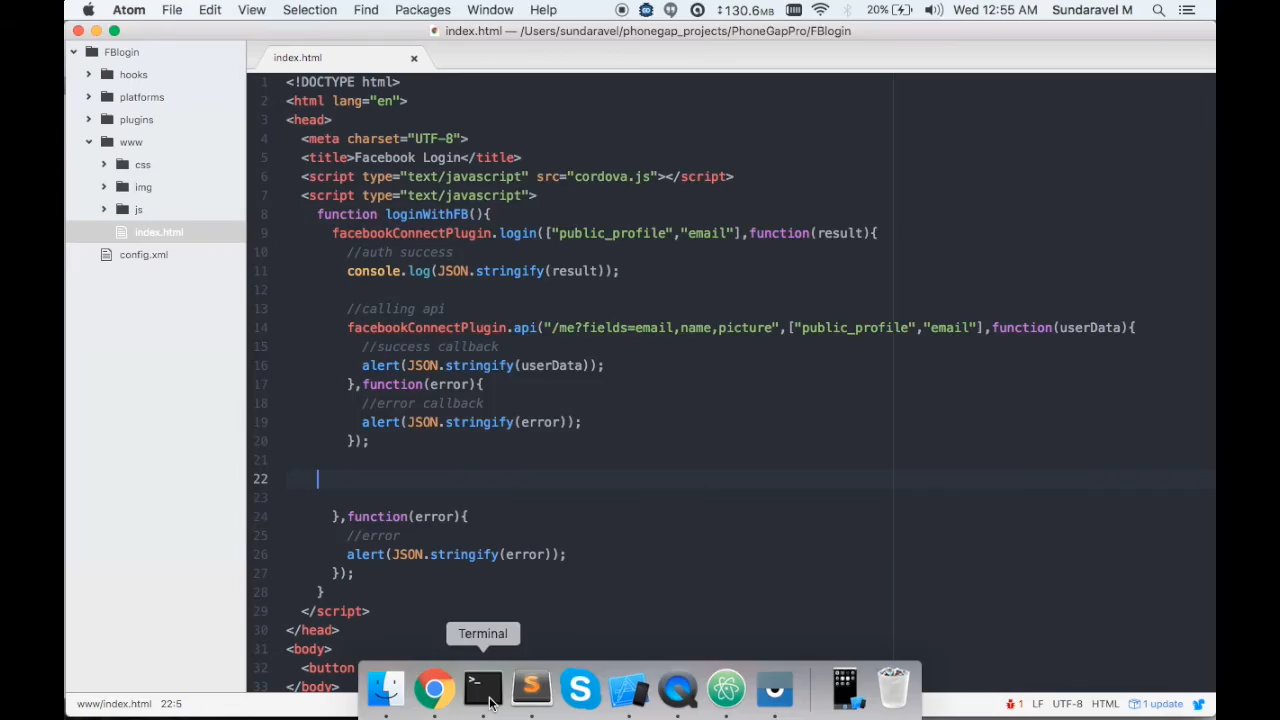 Atom File Edit View Selection Find Packages Window Help 130.6MB 20% Wed 12:55 AM Sundaravel M
index.html — /Users/sundaravel/phonegap_projects/PhoneGapPro/FBlogin
FBlogin
hooks
platforms
plugins
www
css
img
js
index.html
config.xml
index.html
1 <!DOCTYPE html>
2 <html lang="en">
3 <head>
4 <meta charset="UTF-8">
5 <title>Facebook Login</title>
6 <script type="text/javascript" src="cordova.js"></script>
7 <script type="text/javascript">
8 function loginWithFB(){
9 facebookConnectPlugin.login(["public_profile","email"],function(result){
10 //auth success
11 console.log(JSON.stringify(result));
12
13 //calling api
14 facebookConnectPlugin.api("/me?fields=email,name,picture",["public_profile","email"],function(userData){
15 //success callback
16 alert(JSON.stringify(userData));
17 },function(error){
18 //error callback
19 alert(JSON.stringify(error));
20 });
21
22
23
24 },function(error){
25 //error
26 alert(JSON.stringify(error));
27 });
28 }
29 </script>
30 </head>
31 <body>
32 <button
33 </body>
Terminal
www/index.html 22:5 1 LF UTF-8 HTML 1 update